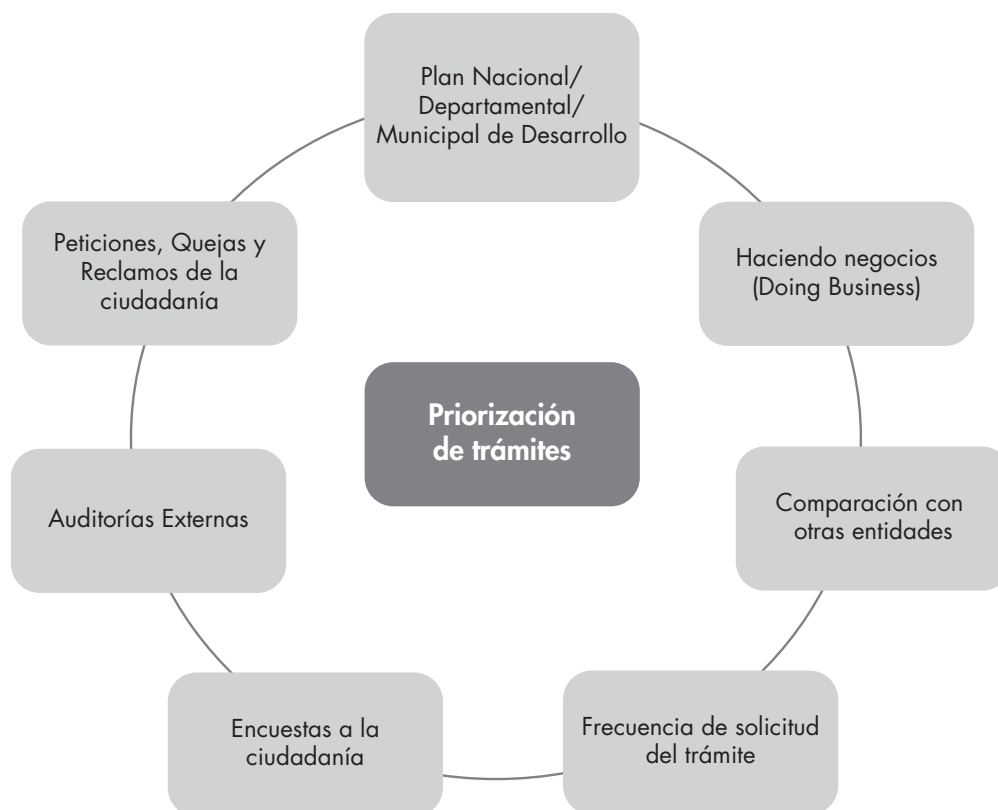 Plan Nacional/
Departamental/
Municipal de Desarrollo
Peticiones, Quejas y
Reclamos de la
ciudadanía
Haciendo negocios
(Doing Business)
Priorización
de trámites
Auditorías Externas
Comparación con
otras entidades
Encuestas a la
ciudadanía
Frecuencia de solicitud
del trámite